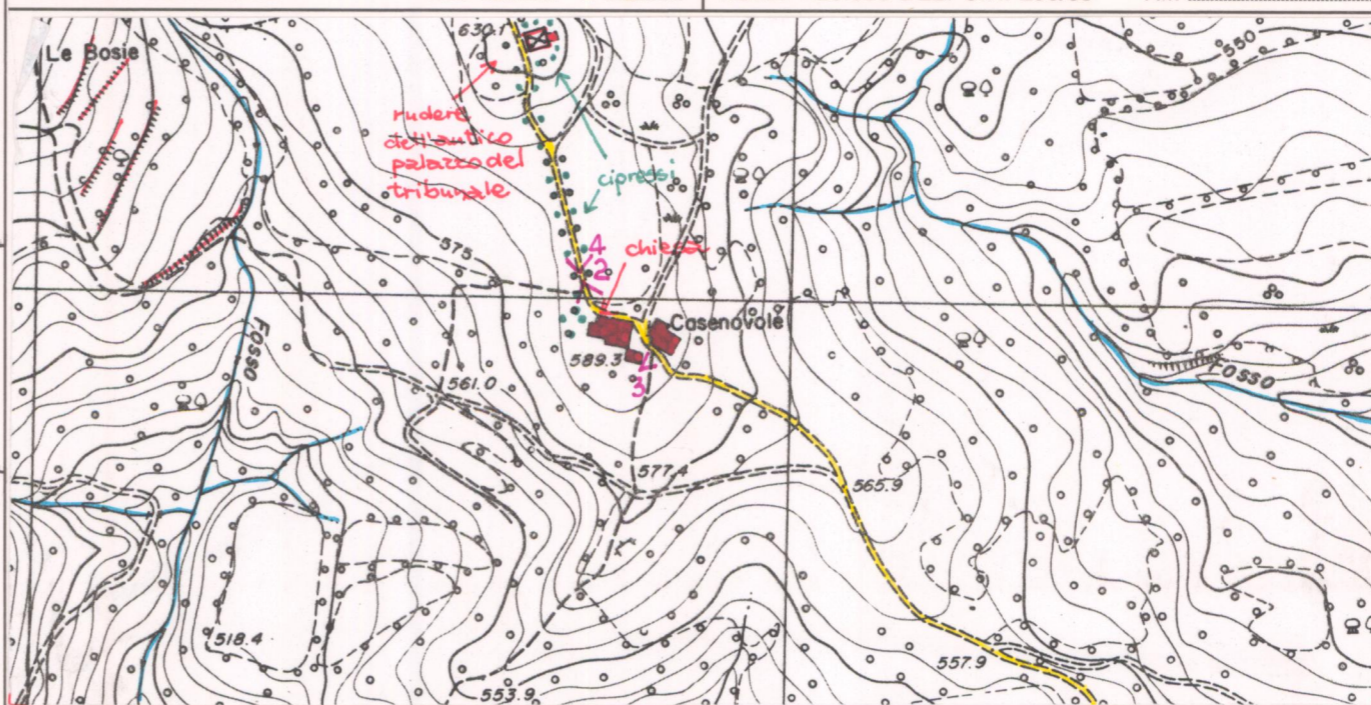 630.1
Le Bosie
550
rudere
dell'antico
palazzo del
tribunale
cipressi
575
4
2
chiesa
Casenovole
589.3
3
Fosso
Fosso
561.0
577.4
565.9
518.4
553.9
557.9